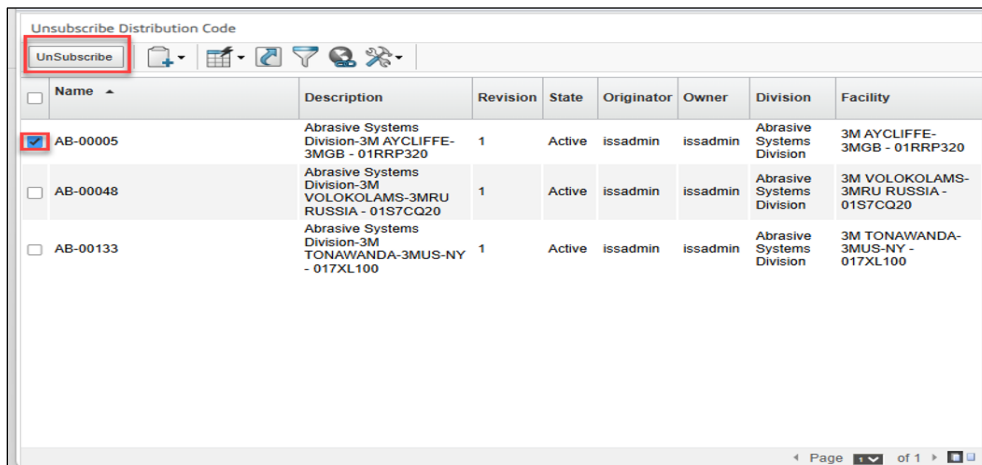 Unsubscribe Distribution Code
UnSubscribe
Name Description Revision State Originator Owner Division Facility
AB-00005
Abrasive Systems
Division-3M AYCLIFFE-
3MGB - 01RRP320
1
Active
issadmin
issadmin
Abrasive
Systems
Division
3M AYCLIFFE-
3MGB - 01RRP320
AB-00048
Abrasive Systems
Division-3M
VOLOKOLAMS-3MRU
RUSSIA - 01S7CQ20
1
Active
issadmin
issadmin
Abrasive
Systems
Division
3M VOLOKOLAMS-
3MRU RUSSIA -
01S7CQ20
AB-00133
Abrasive Systems
Division-3M
TONAWANDA-3MUS-NY
- 017XL100
1
Active
issadmin
issadmin
Abrasive
Systems
Division
3M TONAWANDA-
3MUS-NY -
017XL100
Page 1 of 1